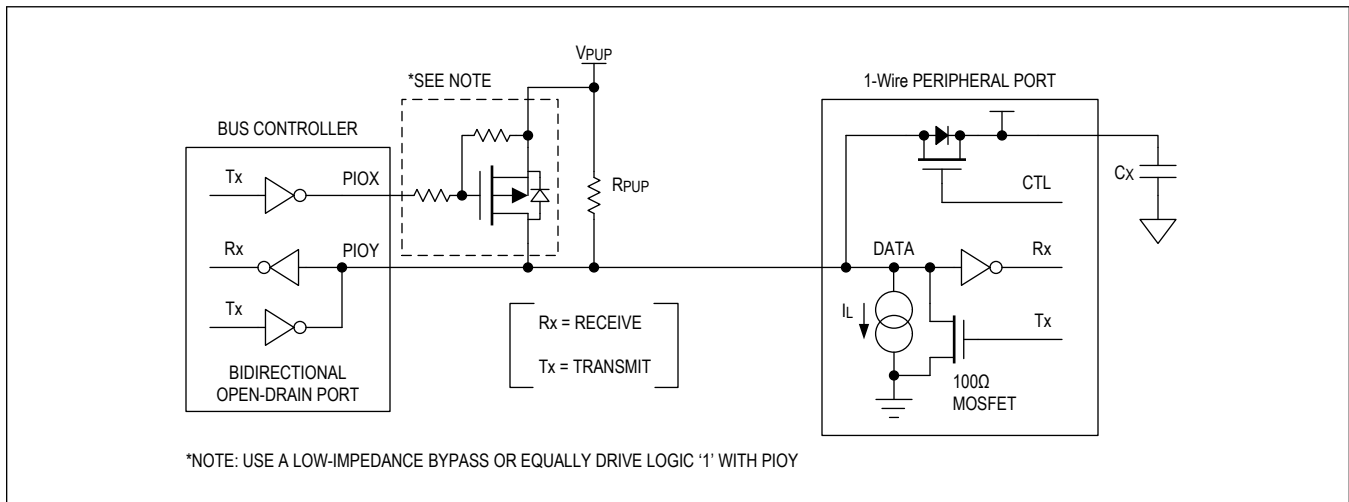 VPUP
*SEE NOTE
1-Wire PERIPHERAL PORT
BUS CONTROLLER
Tx
PIOX
RPUP
CX
CTL
Rx
PIOY
DATA
Rx
Tx
IL
Tx
Rx = RECEIVE
Tx = TRANSMIT
BIDIRECTIONAL
OPEN-DRAIN PORT
100Ω
MOSFET
*NOTE: USE A LOW-IMPEDANCE BYPASS OR EQUALLY DRIVE LOGIC ‘1’ WITH PIOY